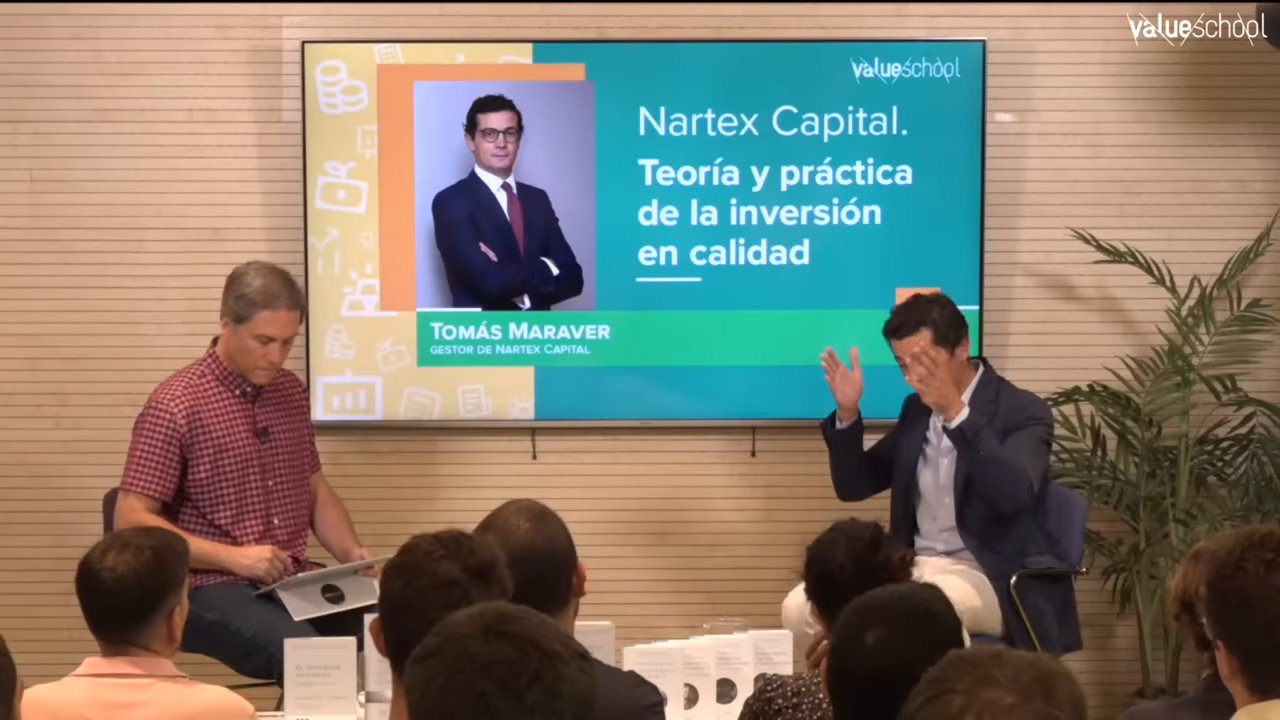 valueschool
valueschool
Nartex Capital.
Teoría y práctica
de la inversión
en calidad
TOMÁS MARAVER
GESTOR DE NARTEX CAPITAL